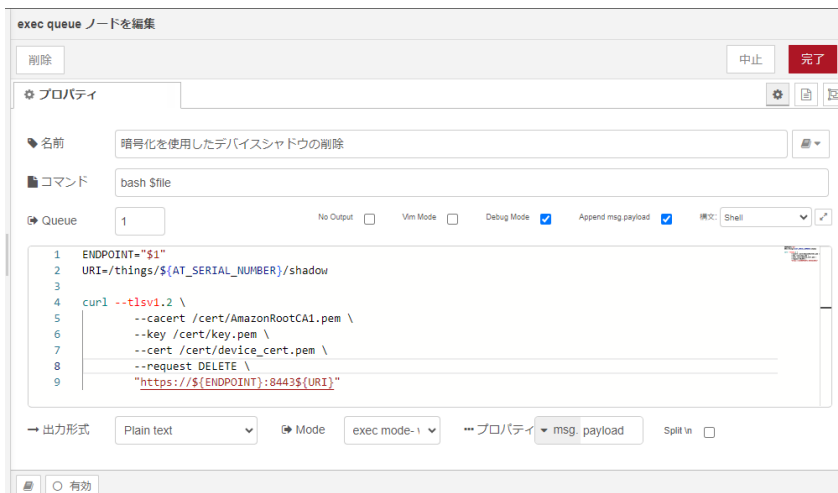 exec queue ノードを編集
削除 中止 完了
プロパティ
名前 暗号化を使用したデバイスシャドウの削除
コマンド bash $file
Queue 1 No Output Vim Mode Debug Mode Append msg.payload 構文: Shell
1 ENDPOINT="$1"
2 URI=/things/${AT_SERIAL_NUMBER}/shadow
3
4 curl --tlsv1.2 \
5 --cacert /cert/AmazonRootCA1.pem \
6 --key /cert/key.pem \
7 --cert /cert/device_cert.pem \
8 --request DELETE \
9 "https://${ENDPOINT}:8443${URI}"
出力形式 Plain text Mode exec mode- プロパティ msg. payload Split \n
有効